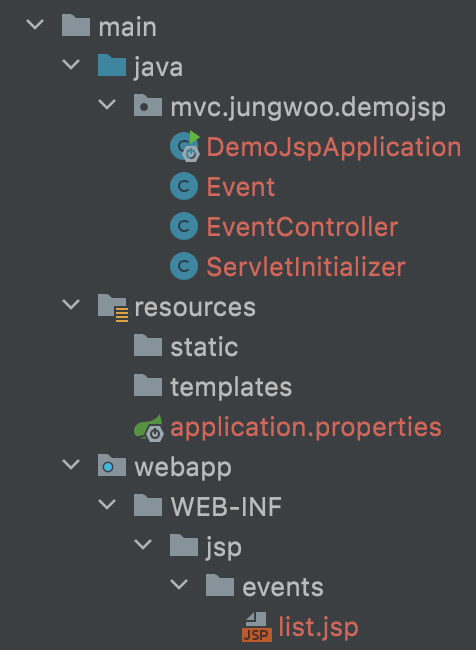 main
java
mvc.jungwoo.demojsp
DemoJspApplication
Event
EventController
ServletInitializer
resources
static
templates
application.properties
webapp
WEB-INF
jsp
events
JSP list.jsp